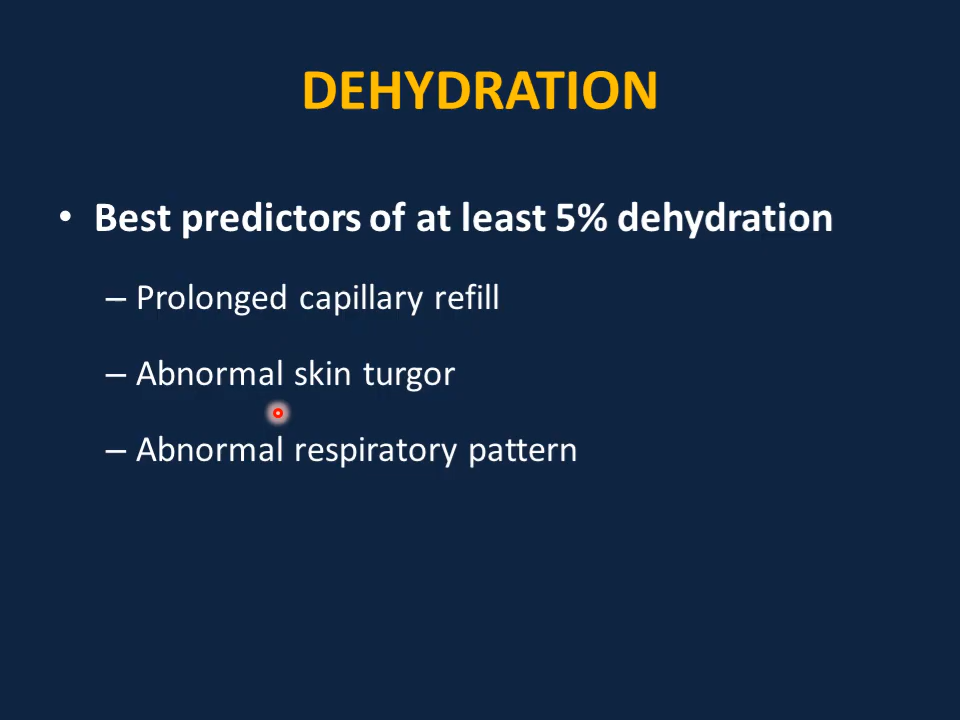 DEHYDRATION
• Best predictors of at least 5% dehydration
– Prolonged capillary refill
– Abnormal skin turgor
– Abnormal respiratory pattern